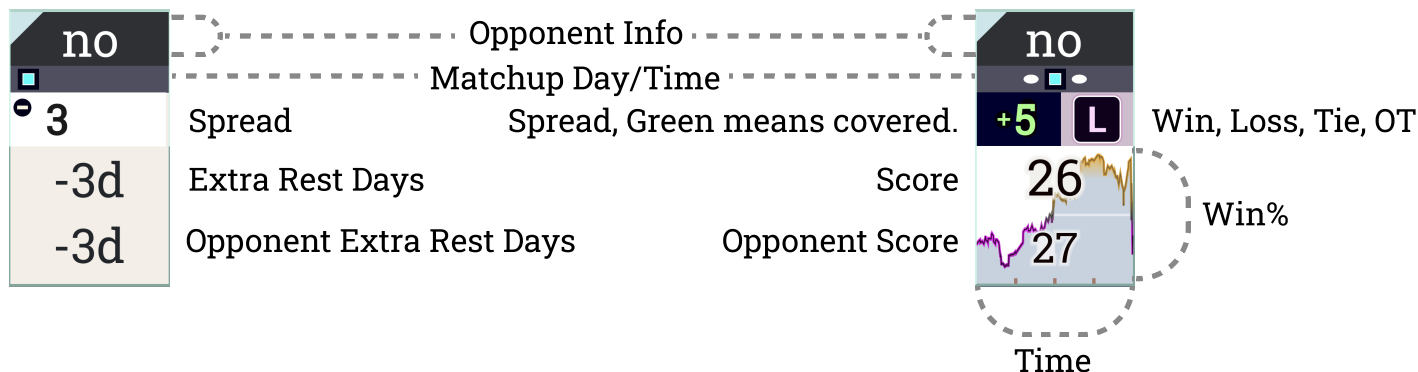 no Opponent Info no
Matchup Day/Time
3 Spread Spread, Green means covered. +5 L Win, Loss, Tie, OT
-3d Extra Rest Days Score 26
Win%
-3d Opponent Extra Rest Days Opponent Score 27
Time